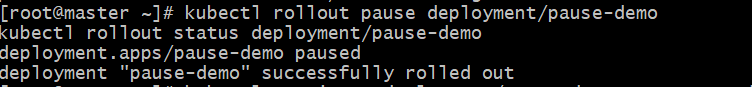 [root@master ~]# kubectl rollout pause deployment/pause-demo
kubectl rollout status deployment/pause-demo
deployment.apps/pause-demo paused
deployment "pause-demo" successfully rolled out